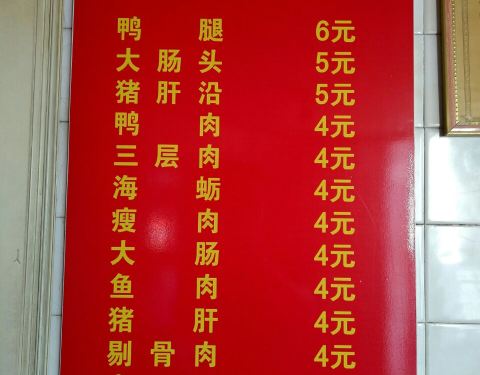 鸭腿 6元
大肠头 5元
猪肝沿 5元
鸭肉 4元
三层肉 4元
海蛎 4元
瘦肉 4元
大肠 4元
鱼肉 4元
猪肝 4元
剔骨肉 4元